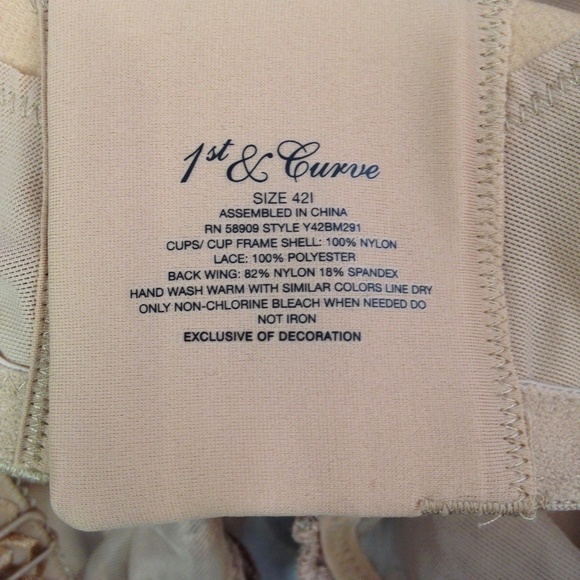 1st & Curve
SIZE 42I
ASSEMBLED IN CHINA
RN 58909 STYLE Y42BM291
CUPS/ CUP FRAME SHELL: 100% NYLON
LACE: 100% POLYESTER
BACK WING: 82% NYLON 18% SPANDEX
HAND WASH WARM WITH SIMILAR COLORS LINE DRY
ONLY NON-CHLORINE BLEACH WHEN NEEDED DO
NOT IRON
EXCLUSIVE OF DECORATION